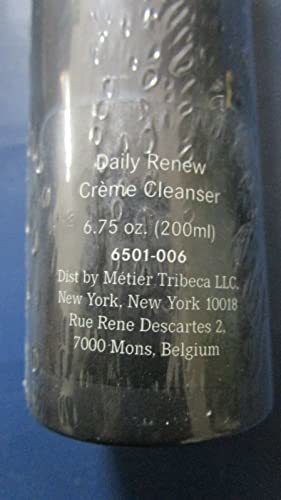 Daily Renew
Crème Cleanser
6.75 oz. (200ml)
6501-006
Dist by Métier Tribeca LLC.
New York, New York 10018
Rue Rene Descartes 2,
7000 Mons, Belgium